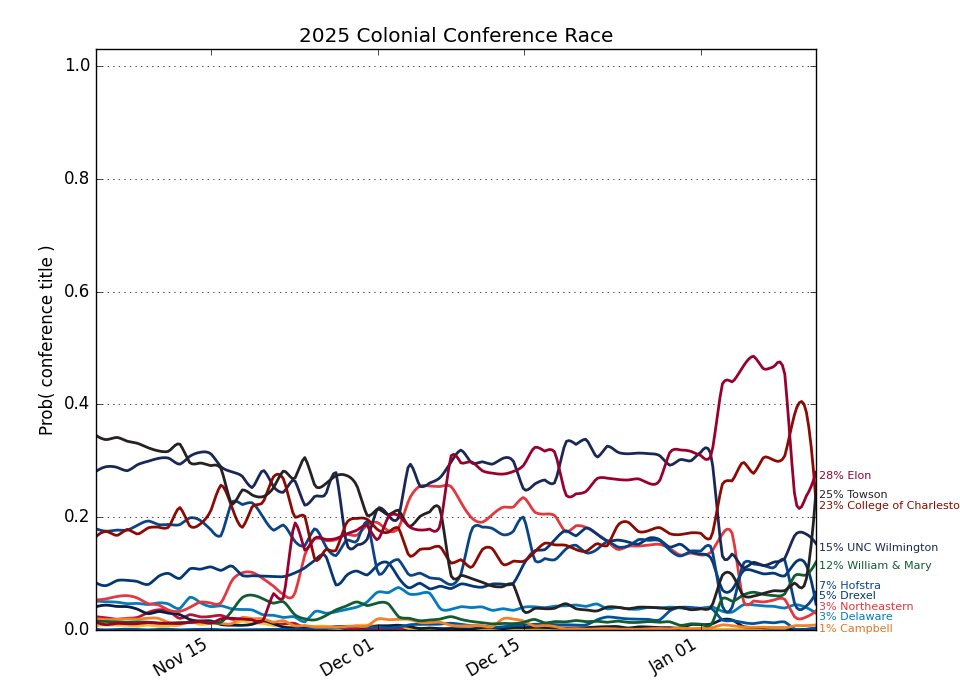 2025 Colonial Conference Race
Prob( conference title )
1.0
0.8
0.6
0.4
0.2
0.0
Nov 15
Dec 01
Dec 15
Jan 01
28% Elon
25% Towson
23% College of Charlesto
15% UNC Wilmington
12% William & Mary
7% Hofstra
5% Drexel
3% Northeastern
3% Delaware
1% Campbell